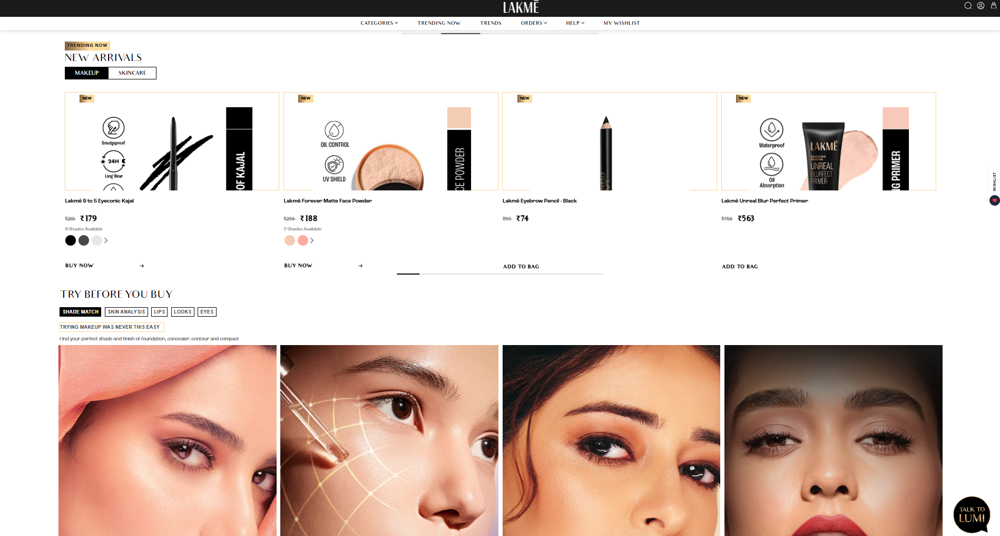 LAKMĒ
CATEGORIES
TRENDING NOW
TRENDS
ORDERS
HELP
MY WISHLIST
TRENDING NOW
NEW ARRIVALS
MAKEUP
SKINCARE
NEW
Smudgeproof
24H
Long Wear
OF KAJAL
Lakmē 9 to 5 Eyeconic Kajal
₹210
₹179
9 Shades Available
BUY NOW
NEW
OIL CONTROL
UV SHIELD
CE POWDER
Lakmē Forever Matte Face Powder
₹250
₹188
2 Shades Available
BUY NOW
NEW
LA
EYEBRO
Lakmē Eyebrow Pencil - Black
₹99
₹74
ADD TO BAG
NEW
Waterproof
Oil
Absorption
LAKMĒ
UNREAL
BLURFECT
PRIMER
G PRIMER
Lakmē Unreal Blur Perfect Primer
₹750
₹563
ADD TO BAG
WISHLIST
TRY BEFORE YOU BUY
SHADE MATCH
SKIN ANALYSIS
LIPS
LOOKS
EYES
TRYING MAKEUP WAS NEVER THIS EASY
Find your perfect shade and finish of foundation, concealer, contour and compact
TALK TO
LUMI